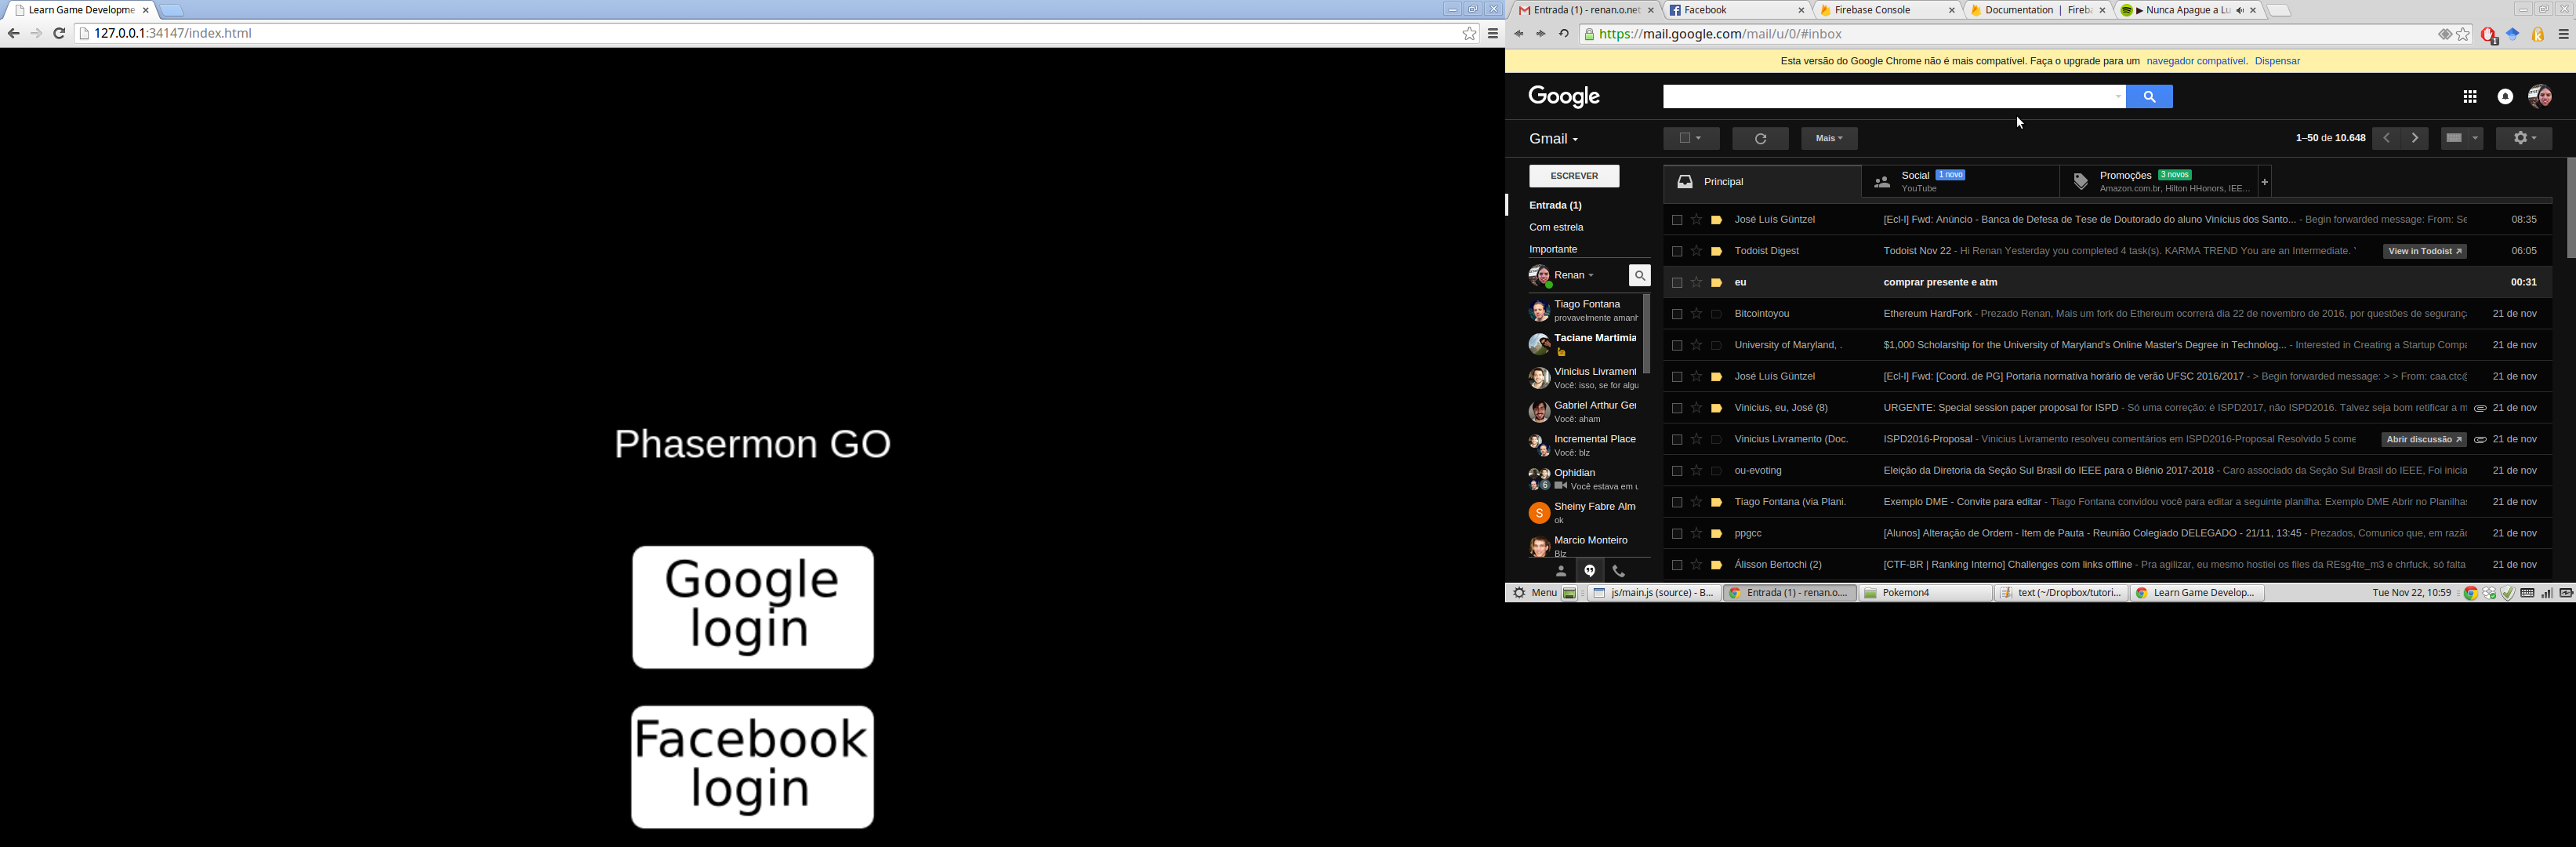 Learn Game Developme
127.0.0.1:34147/index.html
Phasermon GO
Google
login
Facebook
login
Entrada (1) - renan.o.net
Facebook
Firebase Console
Documentation | Fireb
▶ Nunca Apague a Lu
https://mail.google.com/mail/u/0/#inbox
Esta versão do Google Chrome não é mais compatível. Faça o upgrade para um navegador compatível. Dispensar
Google
Gmail
Mais
1–50 de 10.648
ESCREVER
Entrada (1)
Com estrela
Importante
Renan
Tiago Fontana
provavelmente amanh
Taciane Martimia
Vinicius Livrament
Você: isso, se for algu
Gabriel Arthur Ger
Você: aham
Incremental Place
Você: blz
Ophidian
6 Você estava em u
S Sheiny Fabre Alm
ok
Marcio Monteiro
Blz
Principal
Social 1 novo
YouTube
Promoções 3 novos
Amazon.com.br, Hilton HHonors, IEE...
+
José Luís Güntzel [Ecl-l] Fwd: Anúncio - Banca de Defesa de Tese de Doutorado do aluno Vinícius dos Santo... - Begin forwarded message: From: Se 08:35
Todoist Digest Todoist Nov 22 - Hi Renan Yesterday you completed 4 task(s). KARMA TREND You are an Intermediate. View in Todoist 06:05
eu comprar presente e atm 00:31
Bitcointoyou Ethereum HardFork - Prezado Renan, Mais um fork do Ethereum ocorrerá dia 22 de novembro de 2016, por questões de seguranç 21 de nov
University of Maryland, . $1,000 Scholarship for the University of Maryland's Online Master's Degree in Technolog... - Interested in Creating a Startup Compa 21 de nov
José Luís Güntzel [Ecl-l] Fwd: [Coord. de PG] Portaria normativa horário de verão UFSC 2016/2017 - > Begin forwarded message: > > From: caa.ctc@ 21 de nov
Vinicius, eu, José (8) URGENTE: Special session paper proposal for ISPD - Só uma correção: é ISPD2017, não ISPD2016. Talvez seja bom retificar a m 21 de nov
Vinicius Livramento (Doc. ISPD2016-Proposal - Vinicius Livramento resolveu comentários em ISPD2016-Proposal Resolvido 5 come Abrir discussão 21 de nov
ou-evoting Eleição da Diretoria da Seção Sul Brasil do IEEE para o Biênio 2017-2018 - Caro associado da Seção Sul Brasil do IEEE, Foi inicia 21 de nov
Tiago Fontana (via Plani. Exemplo DME - Convite para editar - Tiago Fontana convidou você para editar a seguinte planilha: Exemplo DME Abrir no Planilhas 21 de nov
ppgcc [Alunos] Alteração de Ordem - Item de Pauta - Reunião Colegiado DELEGADO - 21/11, 13:45 - Prezados, Comunico que, em razã 21 de nov
Álisson Bertochi (2) [CTF-BR | Ranking Interno] Challenges com links offline - Pra agilizar, eu mesmo hostiei os files da REsg4te_m3 e chrfuck, só falta 21 de nov
Menu js/main.js (source) - B... Entrada (1) - renan.o.... Pokemon4 text (~/Dropbox/tutori... Learn Game Develop... Tue Nov 22, 10:59